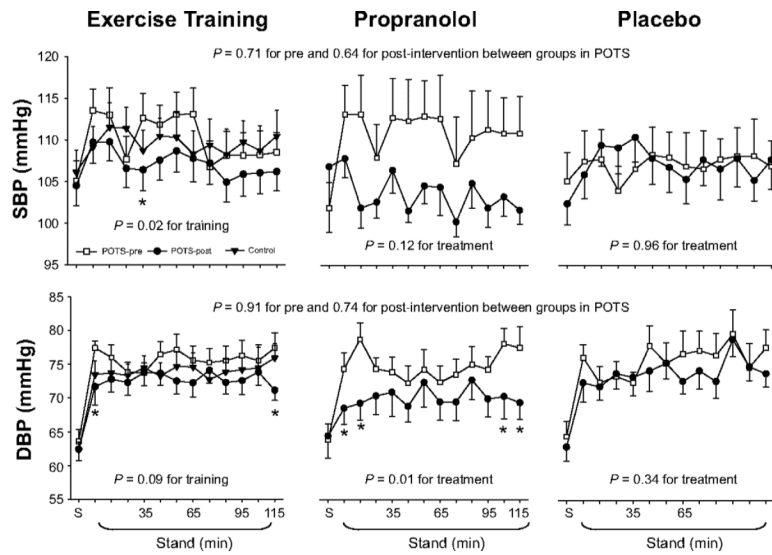 Exercise Training Propranolol Placebo
P = 0.71 for pre and 0.64 for post-intervention between groups in POTS
SBP (mmHg)
120
115
110
105
100
95
*
P = 0.02 for training
P = 0.12 for treatment
P = 0.96 for treatment
POTS-pre POTS-post Control
P = 0.91 for pre and 0.74 for post-intervention between groups in POTS
DBP (mmHg)
85
80
75
70
65
60
55
* *
* * * *
P = 0.09 for training
P = 0.01 for treatment
P = 0.34 for treatment
S 35 65 95 115 S 35 65 95 115 S 35 65
Stand (min) Stand (min) Stand (min)